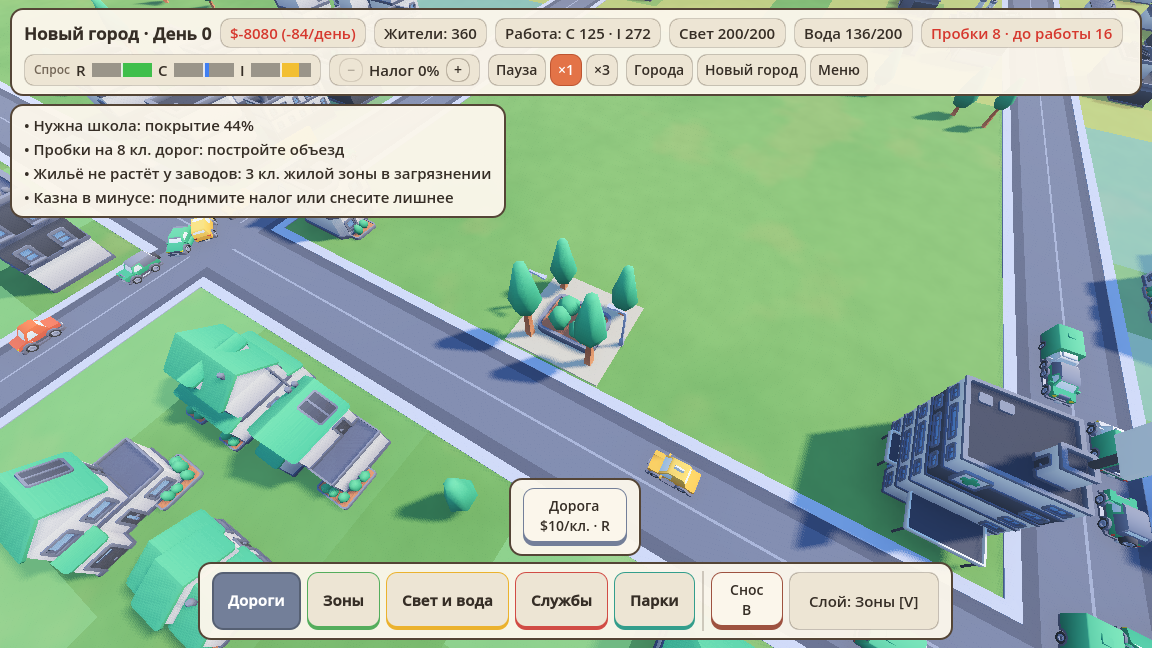 Новый город · День 0
$-8080 (-84/день)
Жители: 360
Работа: C 125 · I 272
Свет 200/200
Вода 136/200
Пробки 8 · до работы 16
Спрос R C I
− Налог 0% +
Пауза
×1
×3
Города
Новый город
Меню
• Нужна школа: покрытие 44%
• Пробки на 8 кл. дорог: постройте объезд
• Жильё не растёт у заводов: 3 кл. жилой зоны в загрязнении
• Казна в минусе: поднимите налог или снесите лишнее
Дорога
$10/кл. · R
Дороги
Зоны
Свет и вода
Службы
Парки
Снос
B
Слой: Зоны [V]